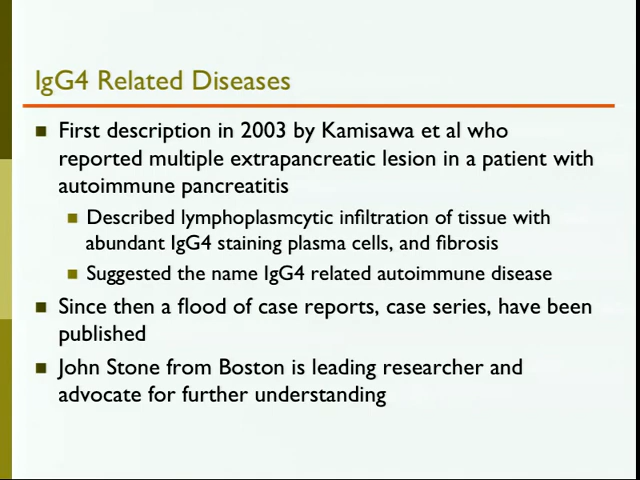 IgG4 Related Diseases
First description in 2003 by Kamisawa et al who
reported multiple extrapancreatic lesion in a patient with
autoimmune pancreatitis
Described lymphoplasmcytic infiltration of tissue with
abundant IgG4 staining plasma cells, and fibrosis
Suggested the name IgG4 related autoimmune disease
Since then a flood of case reports, case series, have been
published
John Stone from Boston is leading researcher and
advocate for further understanding